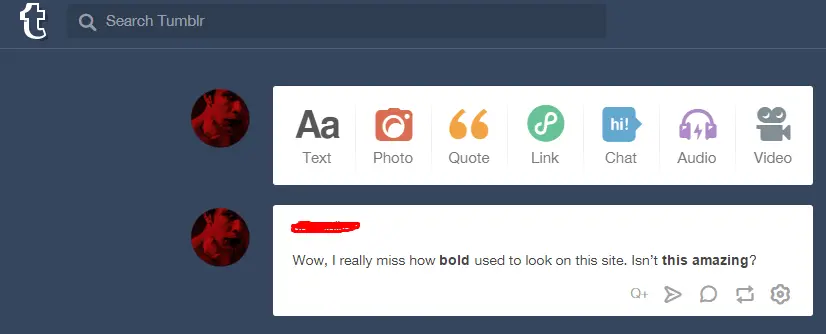 t
Search Tumblr
Aa
hi!
Text Photo Quote Link Chat Audio Video
Wow, I really miss how bold used to look on this site. Isn't this amazing?
Q+